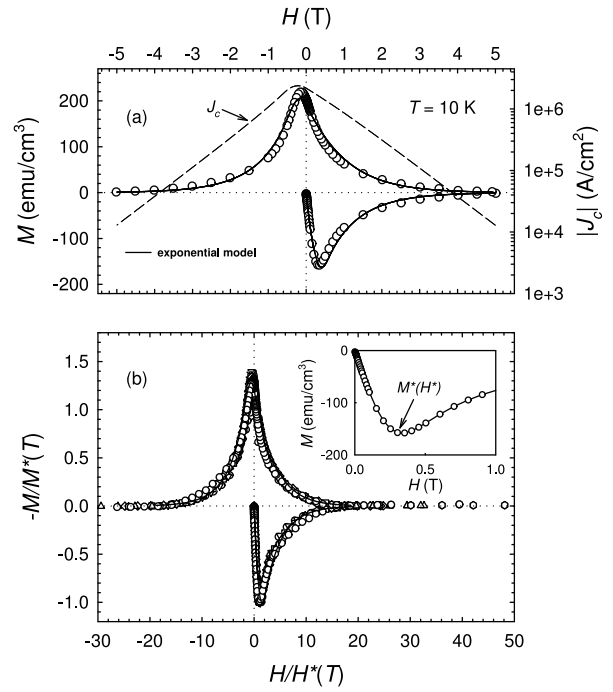 H (T)
-5 -4 -3 -2 -1 0 1 2 3 4 5
(a)
J_c
T = 10 K
M (emu/cm³)
200
100
0
-100
-200
exponential model
|J_c| (A/cm²)
1e+6
1e+5
1e+4
1e+3
(b)
-M/M*(T)
1.5
1.0
0.5
0.0
-0.5
-1.0
M (emu/cm³)
0
-100
-200
M*(H*)
0.0 0.5 1.0
H (T)
-30 -20 -10 0 10 20 30 40 50
H/H*(T)